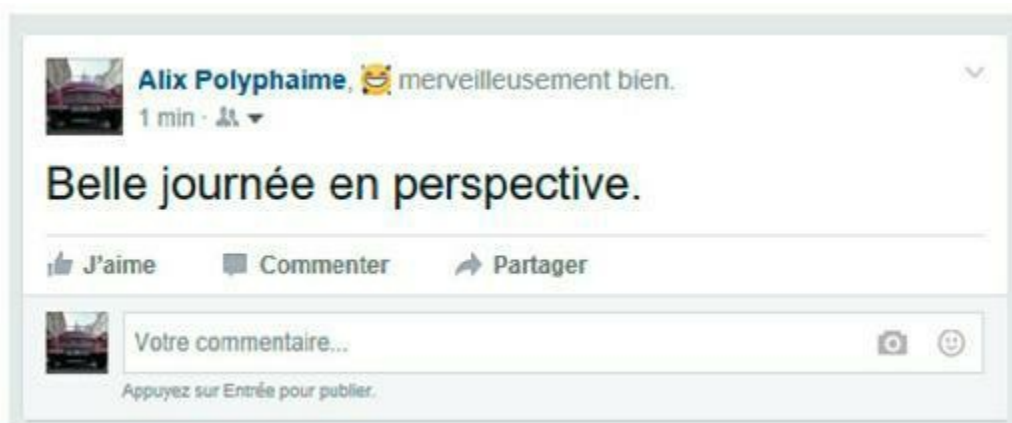 Alix Polyphaime, merveilleusement bien.
1 min ·
Belle journée en perspective.
J'aime Commenter Partager
Votre commentaire...
Appuyez sur Entrée pour publier.